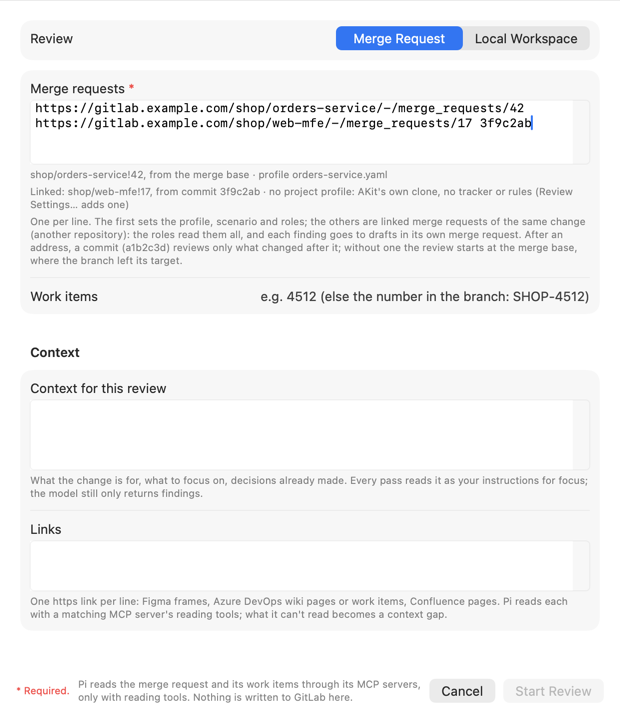 Review
Merge Request
Local Workspace
Merge requests *
https://gitlab.example.com/shop/orders-service/-/merge_requests/42
https://gitlab.example.com/shop/web-mfe/-/merge_requests/17 3f9c2ab
shop/orders-service!42, from the merge base · profile orders-service.yaml
Linked: shop/web-mfe!17, from commit 3f9c2ab · no project profile: AKit's own clone, no tracker or rules (Review
Settings... adds one)
One per line. The first sets the profile, scenario and roles; the others are linked merge requests of the same change
(another repository): the roles read them all, and each finding goes to drafts in its own merge request. After an
address, a commit (a1b2c3d) reviews only what changed after it; without one the review starts at the merge base,
where the branch left its target.
Work items
e.g. 4512 (else the number in the branch: SHOP-4512)
Context
Context for this review
What the change is for, what to focus on, decisions already made. Every pass reads it as your instructions for focus;
the model still only returns findings.
Links
One https link per line: Figma frames, Azure DevOps wiki pages or work items, Confluence pages. Pi reads each
with a matching MCP server's reading tools; what it can't read becomes a context gap.
* Required.
Pi reads the merge request and its work items through its MCP servers,
only with reading tools. Nothing is written to GitLab here.
Cancel
Start Review